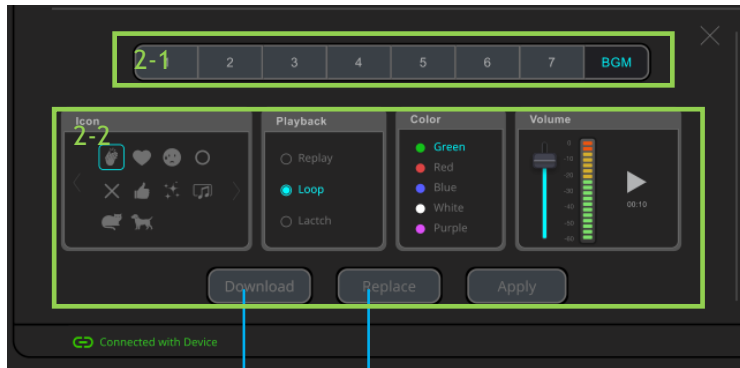 2-1
2 3 4 5 6 7 BGM
2-2
Icon Playback Color Volume
Replay
Loop
Lactch
Green
Red
Blue
White
Purple
0
-10
-20
-30
-40
-50
-60
00:10
Download Replace Apply
Connected with Device